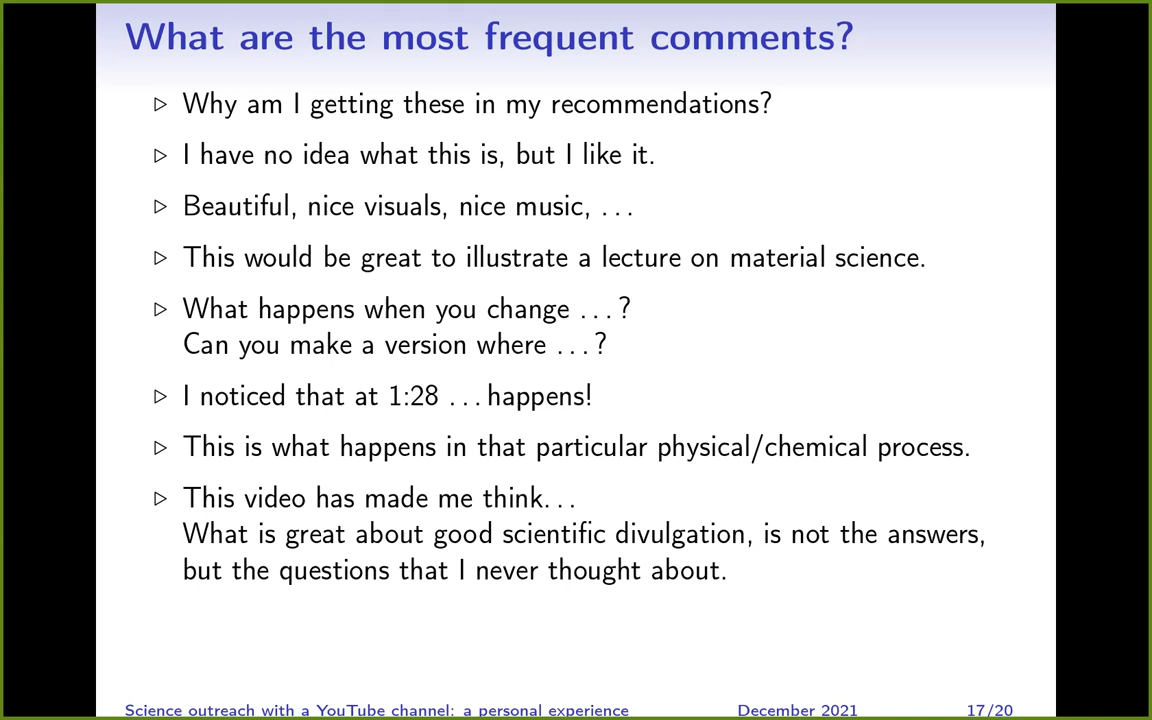 What are the most frequent comments?
▷ Why am I getting these in my recommendations?
▷ I have no idea what this is, but I like it.
▷ Beautiful, nice visuals, nice music, ...
▷ This would be great to illustrate a lecture on material science.
▷ What happens when you change ...?
Can you make a version where ...?
▷ I noticed that at 1:28 ...happens!
▷ This is what happens in that particular physical/chemical process.
▷ This video has made me think...
What is great about good scientific divulgation, is not the answers,
but the questions that I never thought about.
Science outreach with a YouTube channel: a personal experience December 2021 17/20